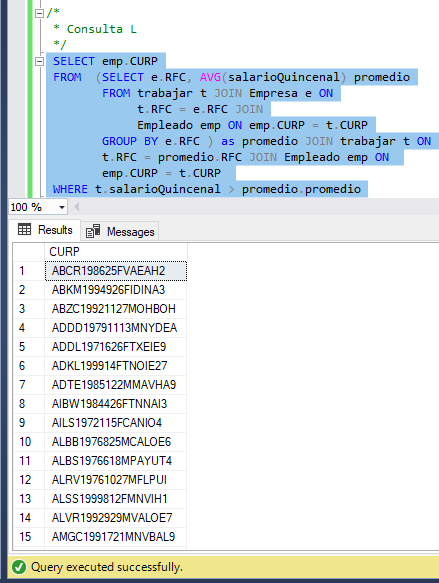 /*
* Consulta L
*/
SELECT emp.CURP
FROM (SELECT e.RFC, AVG(salarioQuincenal) promedio
FROM trabajar t JOIN Empresa e ON
t.RFC = e.RFC JOIN
Empleado emp ON emp.CURP = t.CURP
GROUP BY e.RFC ) as promedio JOIN trabajar t ON
t.RFC = promedio.RFC JOIN Empleado emp ON
emp.CURP = t.CURP
WHERE t.salarioQuincenal > promedio.promedio
100 %
Results Messages
CURP
1 ABCR198625FVAEAH2
2 ABKM1994926FIDINA3
3 ABZC19921127MOHBOH
4 ADDD19791113MNYDEA
5 ADDL1971626FTXEIE9
6 ADKL199914FTNOIE27
7 ADTE1985122MMAVHA9
8 AIBW1984426FTNNAI3
9 AILS1972115FCANIO4
10 ALBB1976825MCALOE6
11 ALBS1976618MPAYUT4
12 ALRV19761027MFLPUI
13 ALSS1999812FMNVIH1
14 ALVR1992929MVALOE7
15 AMGC1991721MNVBAL9
Query executed successfully.